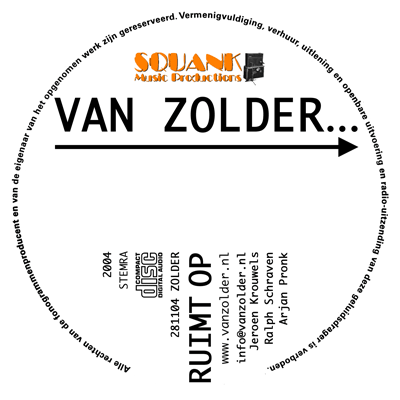 SQUANK
Music Productions
VAN ZOLDER...
Alle rechten van de fonogrammenproducent en van de eigenaar van het opgenomen werk zijn gereserveerd. Vermenigvuldiging, verhuur, uitlening en openbare uitvoering en radio-uitzending van deze geluidsdrager is verboden.
2004
STEMRA
COMPACT
disc
DIGITAL AUDIO
281104 ZOLDER
RUIMT OP
www.vanzolder.nl
info@vanzolder.nl
Jeroen Krouwels
Ralph Schraven
Arjan Pronk